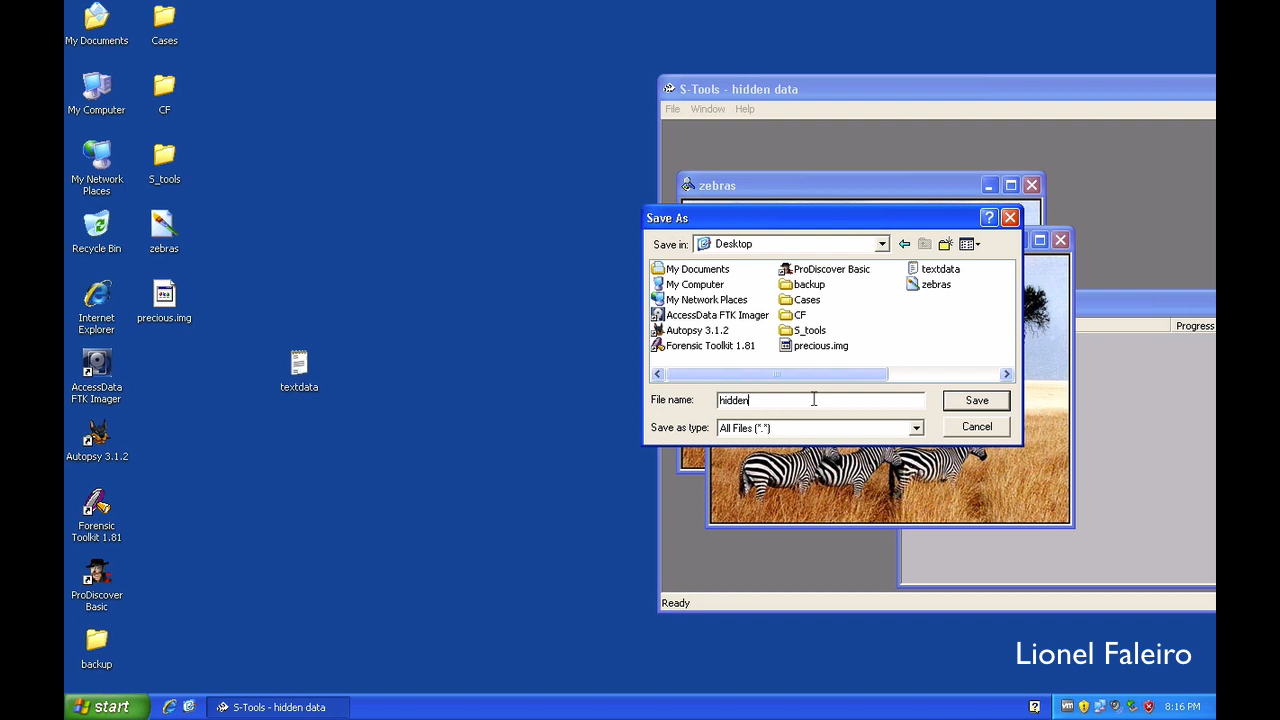 My Documents
Cases
My Computer
CF
My Network
Places
S_tools
Recycle Bin
zebras
Internet
Explorer
precious.img
AccessData
FTK Imager
textdata
Autopsy 3.1.2
Forensic
Toolkit 1.81
ProDiscover
Basic
backup
S-Tools - hidden data
File Window Help
zebras
Save As
Save in: Desktop
My Documents
My Computer
My Network Places
AccessData FTK Imager
Autopsy 3.1.2
Forensic Toolkit 1.81
ProDiscover Basic
backup
Cases
CF
S_tools
precious.img
textdata
zebras
File name: hidden
Save
Save as type: All Files (*.*)
Cancel
Progress
Ready
Lionel Faleiro
start
S-Tools - hidden data
8:16 PM